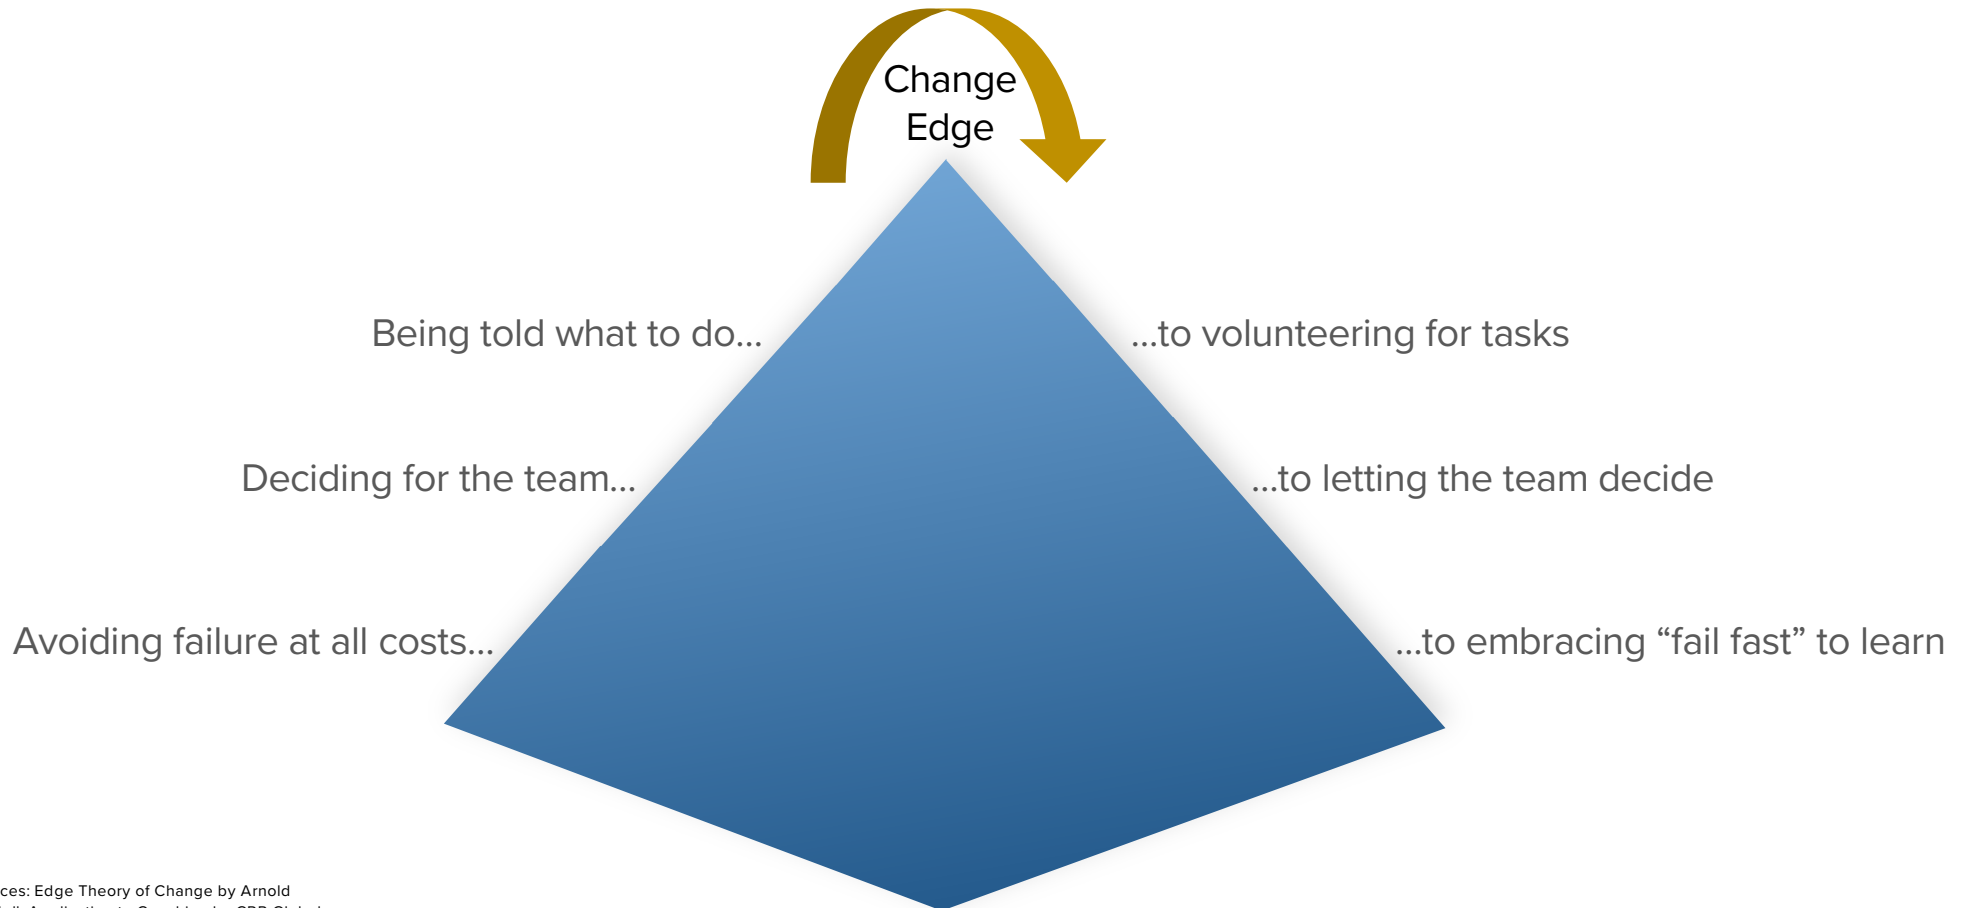 Change
Edge
Being told what to do...
...to volunteering for tasks
Deciding for the team...
...to letting the team decide
Avoiding failure at all costs...
...to embracing “fail fast” to learn
ces: Edge Theory of Change by Arnold